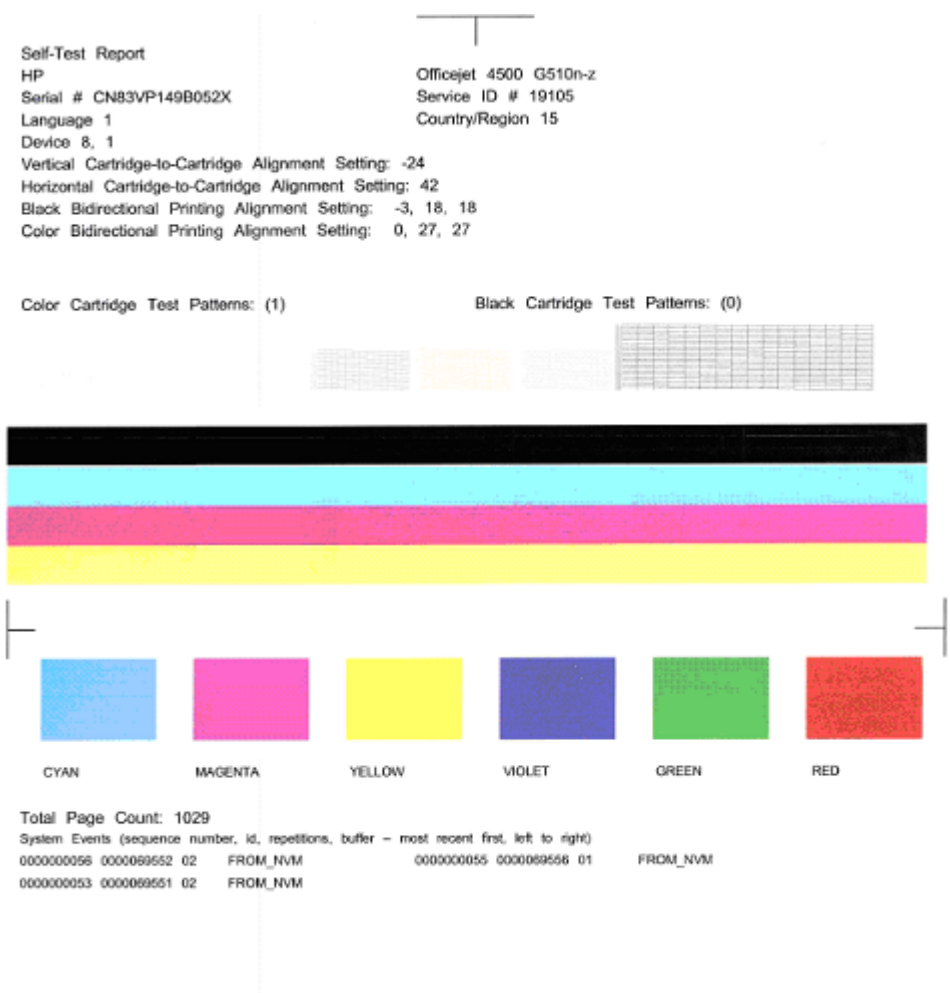 Self-Test Report
HP
Officejet 4500 G510n-z
Serial # CN83VP149B052X
Service ID # 19105
Language 1
Country/Region 15
Device 8, 1
Vertical Cartridge-to-Cartridge Alignment Setting: -24
Horizontal Cartridge-to-Cartridge Alignment Setting: 42
Black Bidirectional Printing Alignment Setting: -3, 18, 18
Color Bidirectional Printing Alignment Setting: 0, 27, 27
Color Cartridge Test Patterns: (1)
Black Cartridge Test Patterns: (0)
CYAN MAGENTA YELLOW VIOLET GREEN RED
Total Page Count: 1029
System Events (sequence number, id, repetitions, buffer – most recent first, left to right)
0000000056 0000069552 02 FROM_NVM 0000000055 0000069556 01 FROM_NVM
0000000053 0000069551 02 FROM_NVM